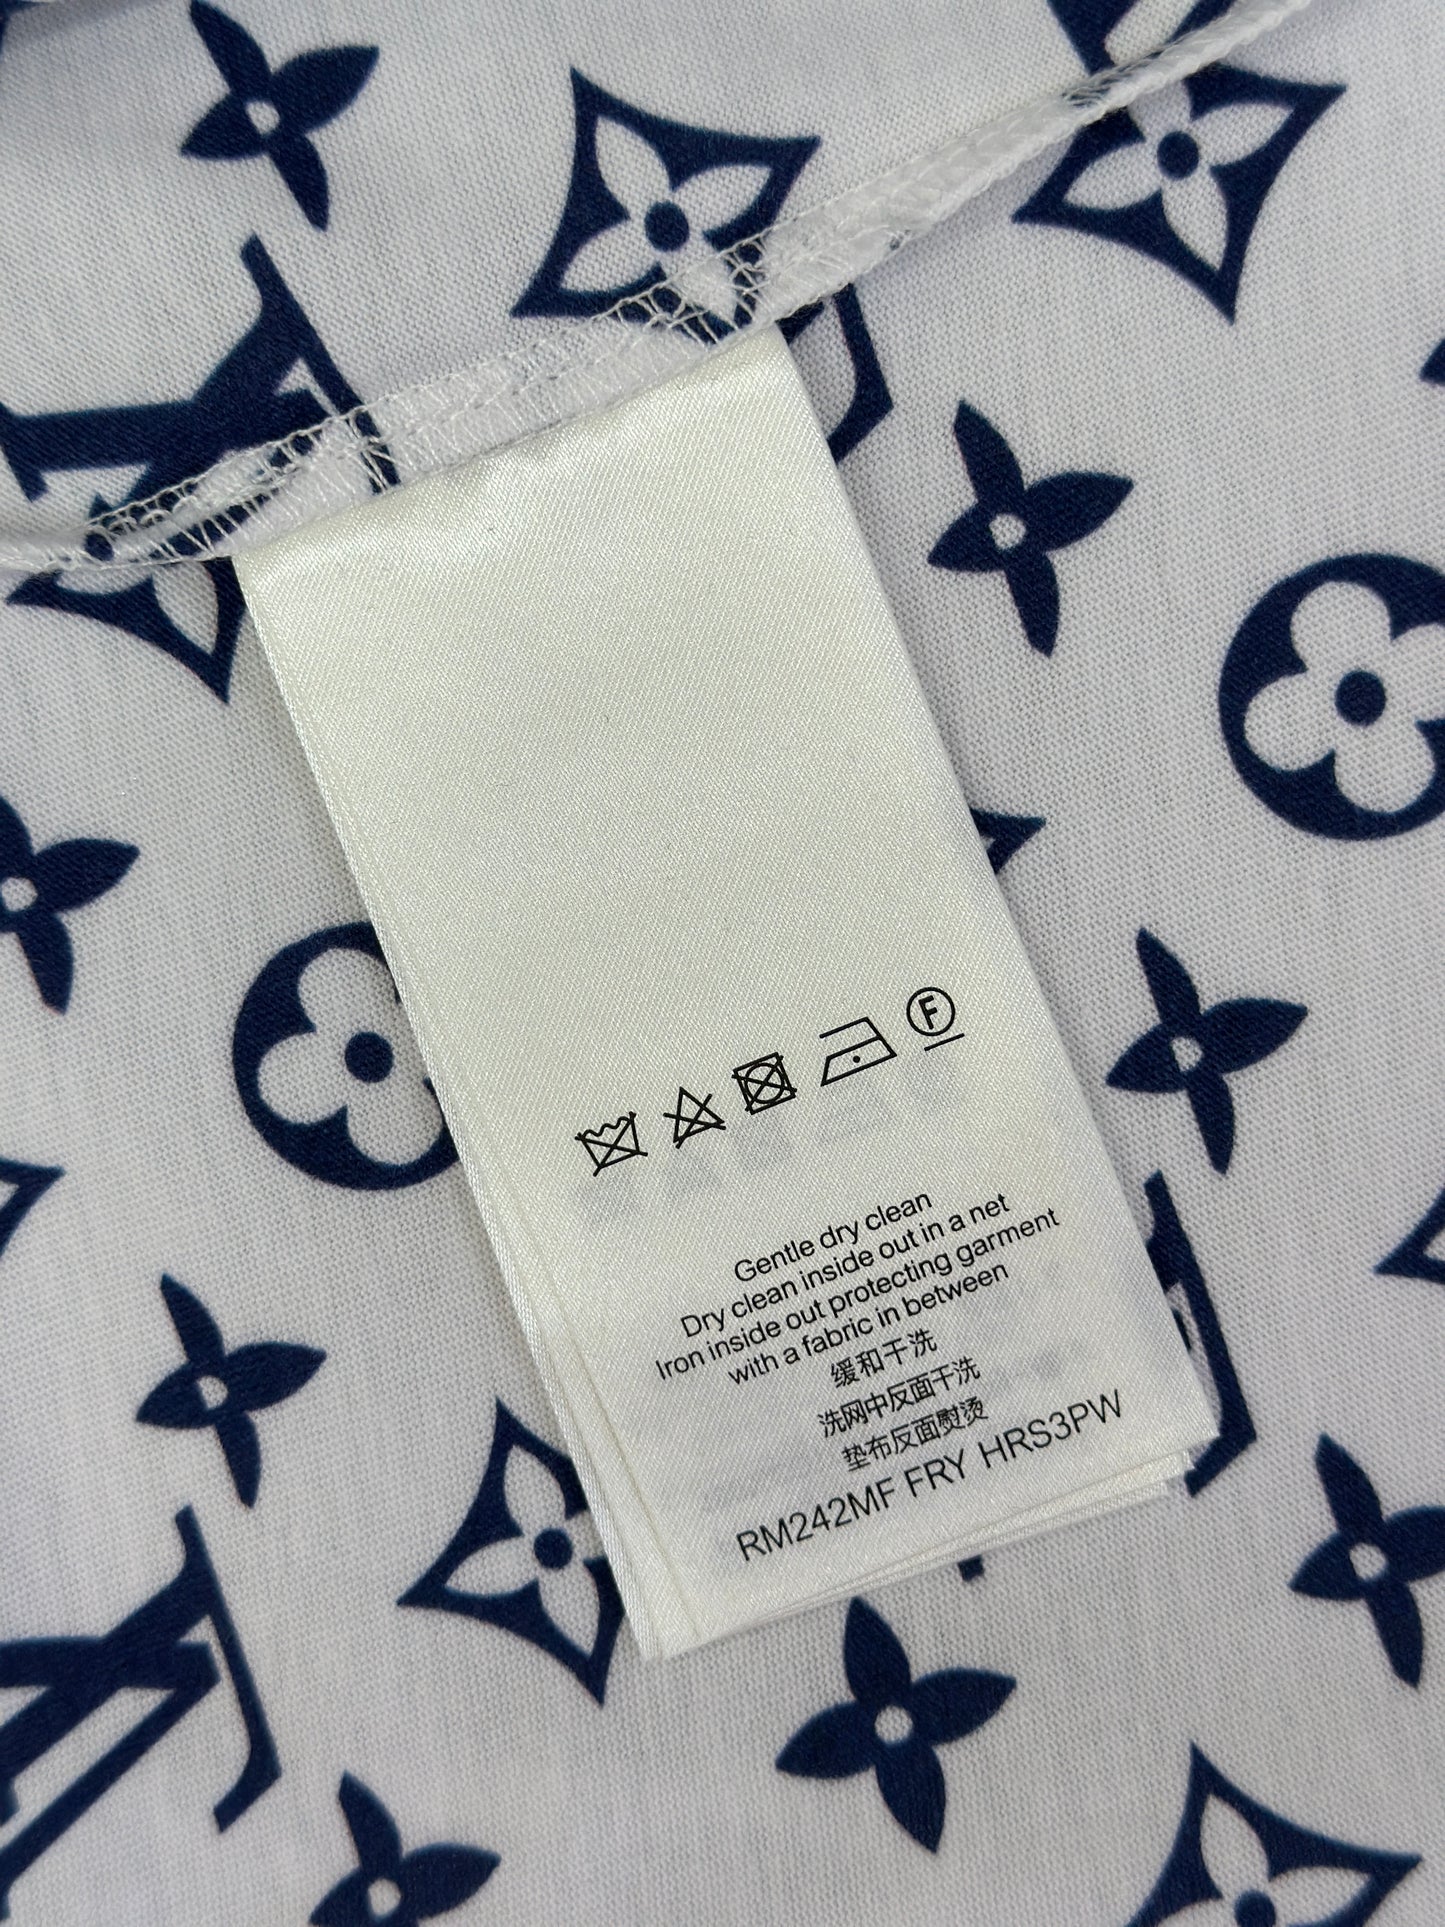 F
Gentle dry clean
Dry clean inside out in a net
Iron inside out protecting garment
with a fabric in between
缓和干洗
洗网中反面干洗
垫布反面熨烫
RM242MF FRY HRS3PW